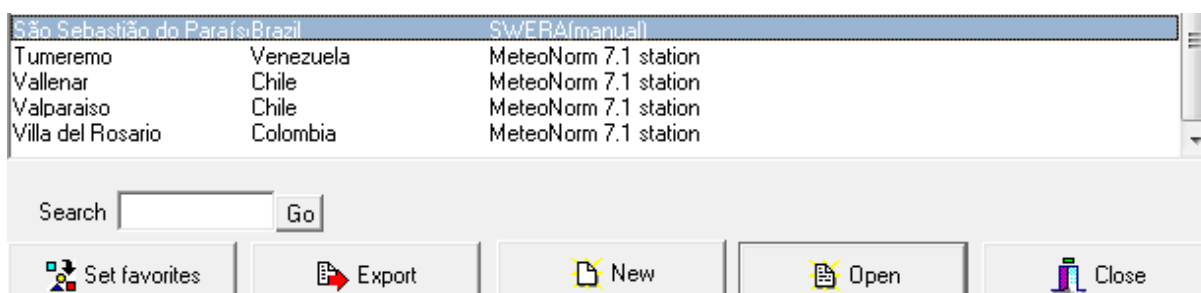 São Sebastião do Paraís Brazil SWERA(manual)
Tumeremo Venezuela MeteoNorm 7.1 station
Vallenar Chile MeteoNorm 7.1 station
Valparaiso Chile MeteoNorm 7.1 station
Villa del Rosario Colombia MeteoNorm 7.1 station
Search Go
Set favorites Export New Open Close